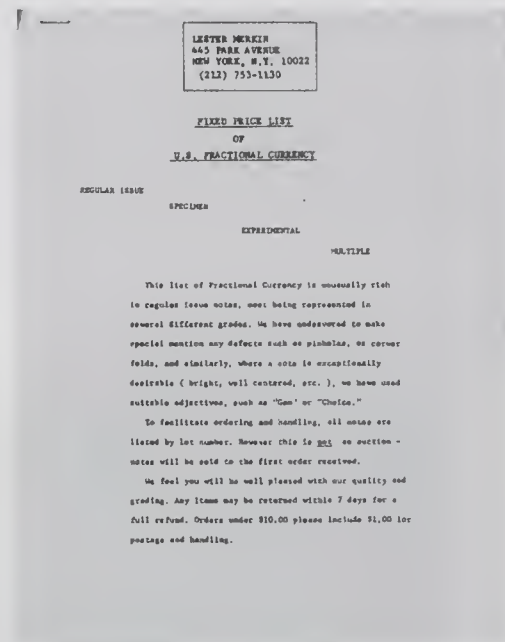 LESTER MERKIN
445 PARK AVENUE
NEW YORK, N.Y. 10022
(212) 753-1130
FIXED PRICE LIST
OF
U.S. FRACTIONAL CURRENCY
REGULAR ISSUE
SPECIMEN
EXPERIMENTAL
MULTIPLE
This list of Fractional Currency is unusually rich
in regular issue notes, most being represented in
several different grades. We have endeavored to make
special mention any defects such as pinholes, or corner
folds, and similarly, where a note is exceptionally
desirable ( bright, well centered, etc. ), we have used
suitable adjectives, such as "Gem" or "Choice."
To facilitate ordering and handling, all notes are
listed by lot number. However this is not an auction -
notes will be sold to the first order received.
We feel you will be well pleased with our quality and
grading. Any items may be returned within 7 days for a
full refund. Orders under $10.00 please include $1.00 for
postage and handling.